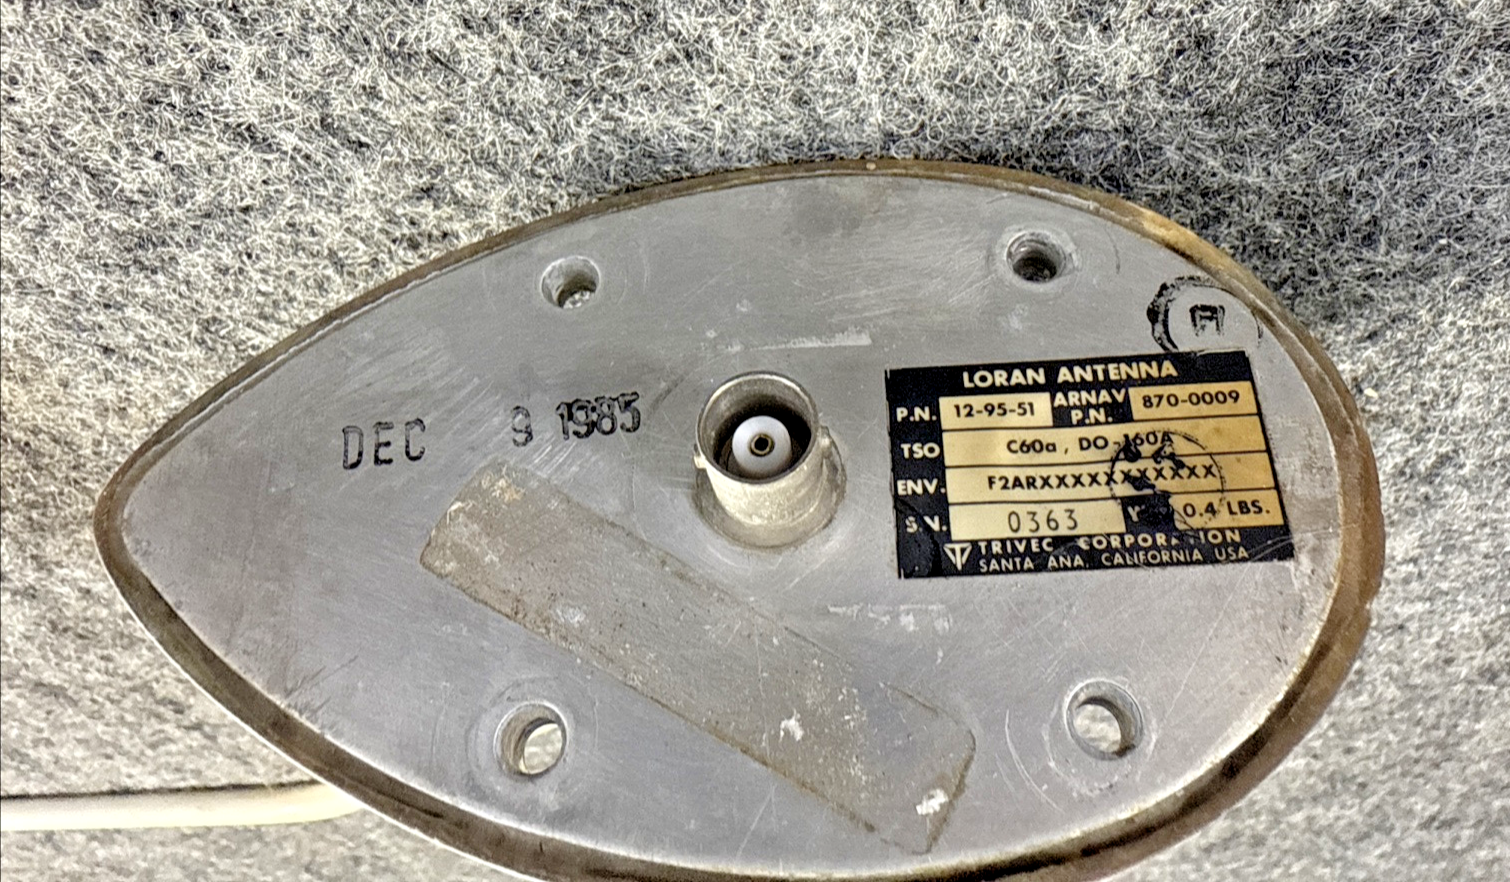 DEC 9 1985
LORAN ANTENNA
P.N. 12-95-51 ARNAV P.N. 870-0009
TSO C60a, DO-160A
ENV. F2ARXXXXXXXXXXXX
0363 0.4 LBS.
TRIVEC CORPORATION
SANTA ANA, CALIFORNIA USA